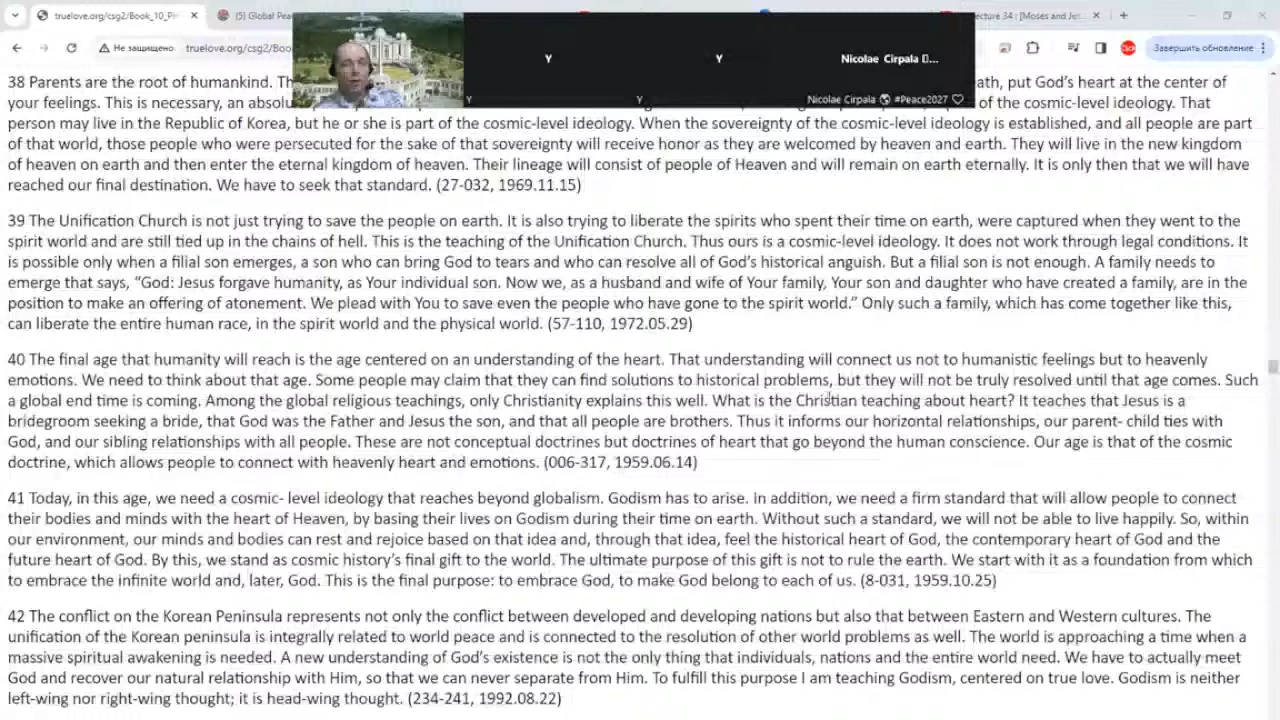 truelove.org/csg2/Book_10_P
(5) Global Pea
ecture 34 : [Moses and Je
Не защищено
truelove.org/csg2/Boo
Завершить обновление
Y
Y
Nicolae Cirpala
Y
Y
Nicolae Cirpala #Peace2027
38 Parents are the root of humankind. Th
ath, put God's heart at the center of
your feelings. This is necessary, an absolu
of the cosmic-level ideology. That
person may live in the Republic of Korea, but he or she is part of the cosmic-level ideology. When the sovereignty of the cosmic-level ideology is established, and all people are part
of that world, those people who were persecuted for the sake of that sovereignty will receive honor as they are welcomed by heaven and earth. They will live in the new kingdom
of heaven on earth and then enter the eternal kingdom of heaven. Their lineage will consist of people of Heaven and will remain on earth eternally. It is only then that we will have
reached our final destination. We have to seek that standard. (27-032, 1969.11.15)
39 The Unification Church is not just trying to save the people on earth. It is also trying to liberate the spirits who spent their time on earth, were captured when they went to the
spirit world and are still tied up in the chains of hell. This is the teaching of the Unification Church. Thus ours is a cosmic-level ideology. It does not work through legal conditions. It
is possible only when a filial son emerges, a son who can bring God to tears and who can resolve all of God's historical anguish. But a filial son is not enough. A family needs to
emerge that says, “God: Jesus forgave humanity, as Your individual son. Now we, as a husband and wife of Your family, Your son and daughter who have created a family, are in the
position to make an offering of atonement. We plead with You to save even the people who have gone to the spirit world.” Only such a family, which has come together like this,
can liberate the entire human race, in the spirit world and the physical world. (57-110, 1972.05.29)
40 The final age that humanity will reach is the age centered on an understanding of the heart. That understanding will connect us not to humanistic feelings but to heavenly
emotions. We need to think about that age. Some people may claim that they can find solutions to historical problems, but they will not be truly resolved until that age comes. Such
a global end time is coming. Among the global religious teachings, only Christianity explains this well. What is the Christian teaching about heart? It teaches that Jesus is a
bridegroom seeking a bride, that God was the Father and Jesus the son, and that all people are brothers. Thus it informs our horizontal relationships, our parent- child ties with
God, and our sibling relationships with all people. These are not conceptual doctrines but doctrines of heart that go beyond the human conscience. Our age is that of the cosmic
doctrine, which allows people to connect with heavenly heart and emotions. (006-317, 1959.06.14)
41 Today, in this age, we need a cosmic- level ideology that reaches beyond globalism. Godism has to arise. In addition, we need a firm standard that will allow people to connect
their bodies and minds with the heart of Heaven, by basing their lives on Godism during their time on earth. Without such a standard, we will not be able to live happily. So, within
our environment, our minds and bodies can rest and rejoice based on that idea and, through that idea, feel the historical heart of God, the contemporary heart of God and the
future heart of God. By this, we stand as cosmic history's final gift to the world. The ultimate purpose of this gift is not to rule the earth. We start with it as a foundation from which
to embrace the infinite world and, later, God. This is the final purpose: to embrace God, to make God belong to each of us. (8-031, 1959.10.25)
42 The conflict on the Korean Peninsula represents not only the conflict between developed and developing nations but also that between Eastern and Western cultures. The
unification of the Korean peninsula is integrally related to world peace and is connected to the resolution of other world problems as well. The world is approaching a time when a
massive spiritual awakening is needed. A new understanding of God's existence is not the only thing that individuals, nations and the entire world need. We have to actually meet
God and recover our natural relationship with Him, so that we can never separate from Him. To fulfill this purpose I am teaching Godism, centered on true love. Godism is neither
left-wing nor right-wing thought; it is head-wing thought. (234-241, 1992.08.22)